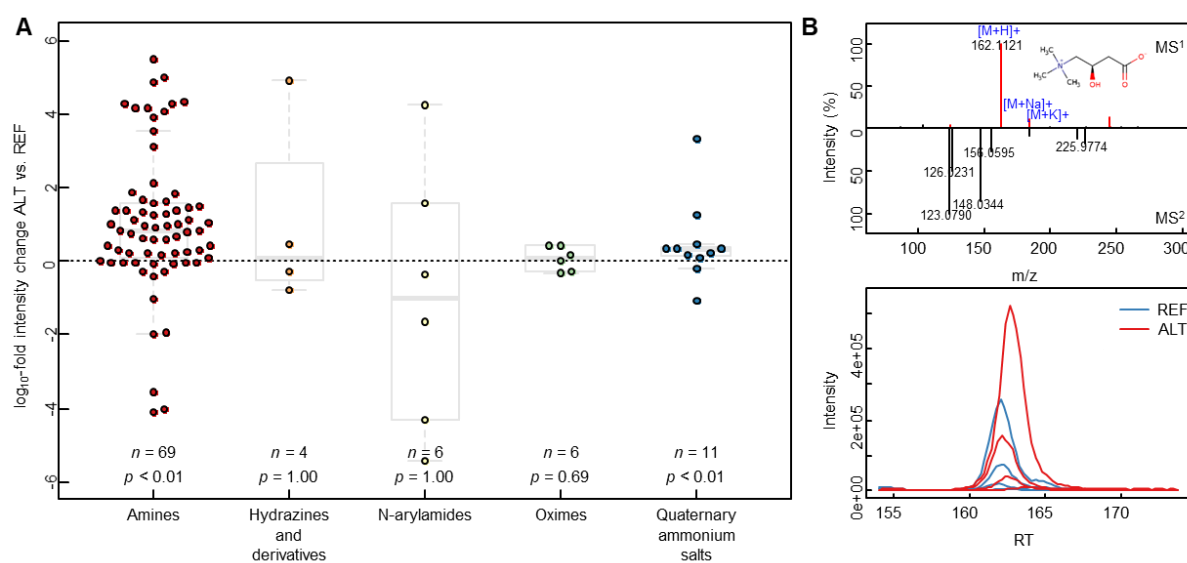 A
log₁₀-fold intensity change ALT vs. REF
6
4
2
0
-2
-4
-6
n = 69
n = 4
n = 6
n = 6
n = 11
p < 0.01
p = 1.00
p = 1.00
p = 0.69
p < 0.01
Amines
Hydrazines
and
derivatives
N-arylamides
Oximes
Quaternary
ammonium
salts
B
Intensity (%)
100
50
0
50
100
[M+H]+
162.1121
MS¹
H₃C
CH₃
N⁺
CH₃
OH
O
O⁻
[M+Na]+
[M+K]+
156.0595
225.9774
126.0231
148.0344
123.0790
MS²
100
150
200
250
300
m/z
REF
ALT
Intensity
4e+05
2e+05
0e+00
155
160
165
170
RT